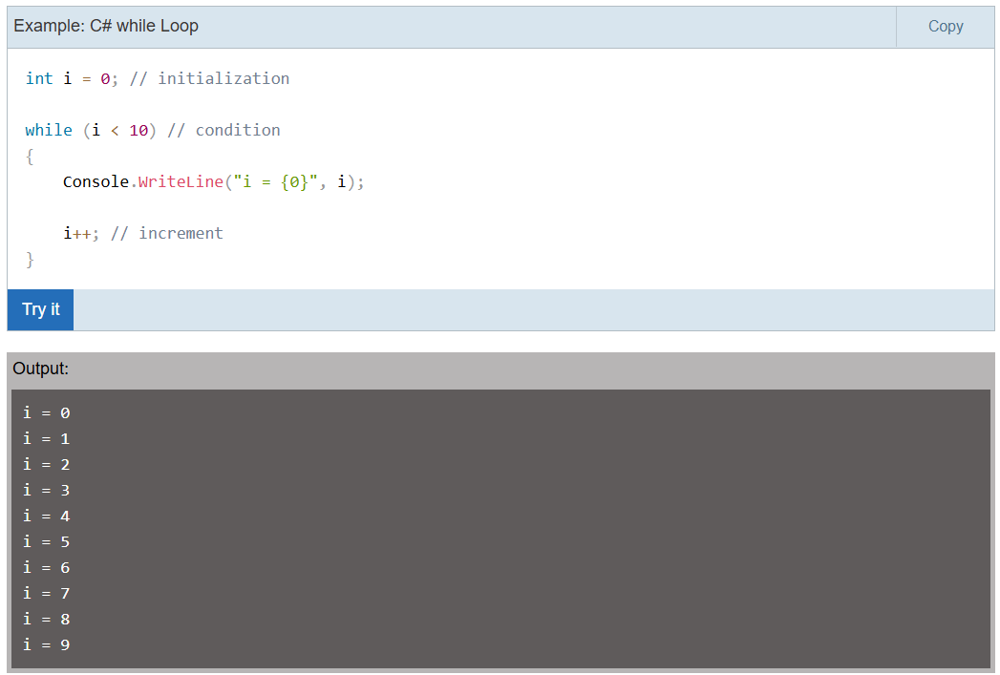 Example: C# while Loop
Copy
int i = 0; // initialization
while (i < 10) // condition
{
    Console.WriteLine("i = {0}", i);
    i++; // increment
}
Try it
Output:
i = 0
i = 1
i = 2
i = 3
i = 4
i = 5
i = 6
i = 7
i = 8
i = 9